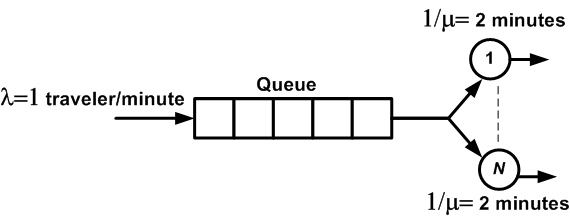 1/μ= 2 minutes
1
Queue
λ=1 traveler/minute
N
1/μ= 2 minutes